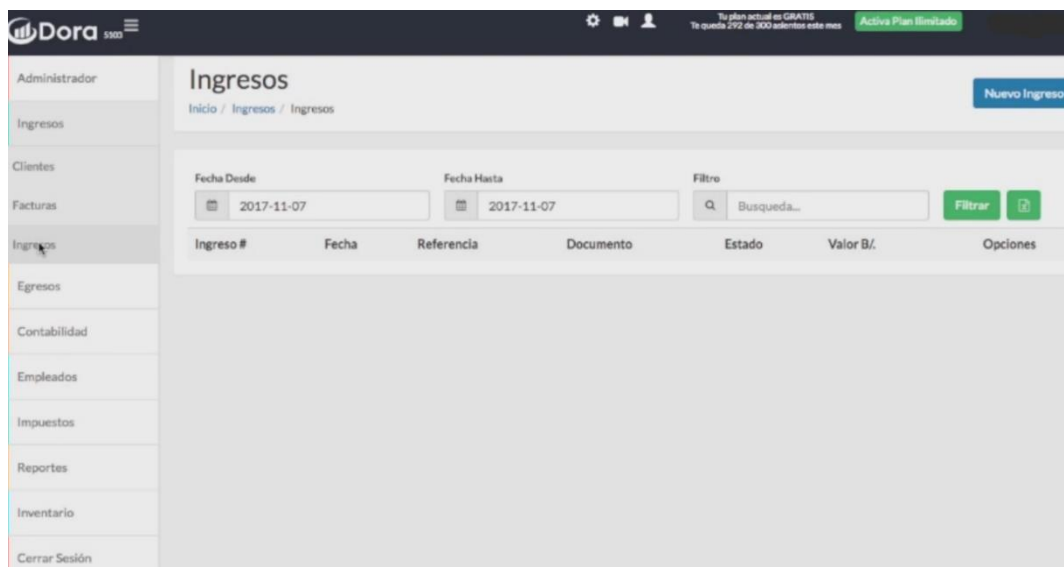 Dora
Tu plan actual es GRATIS
Te queda 292 de 300 asientos este mes
Activa Plan Ilimitado
Administrador
Ingresos
Clientes
Facturas
Ingresos
Egresos
Contabilidad
Empleados
Impuestos
Reportes
Inventario
Cerrar Sesión
Ingresos
Inicio / Ingresos / Ingresos
Nuevo Ingreso
Fecha Desde
Fecha Hasta
Filtro
2017-11-07
2017-11-07
Busqueda...
Filtrar
Ingreso # Fecha Referencia Documento Estado Valor B/. Opciones